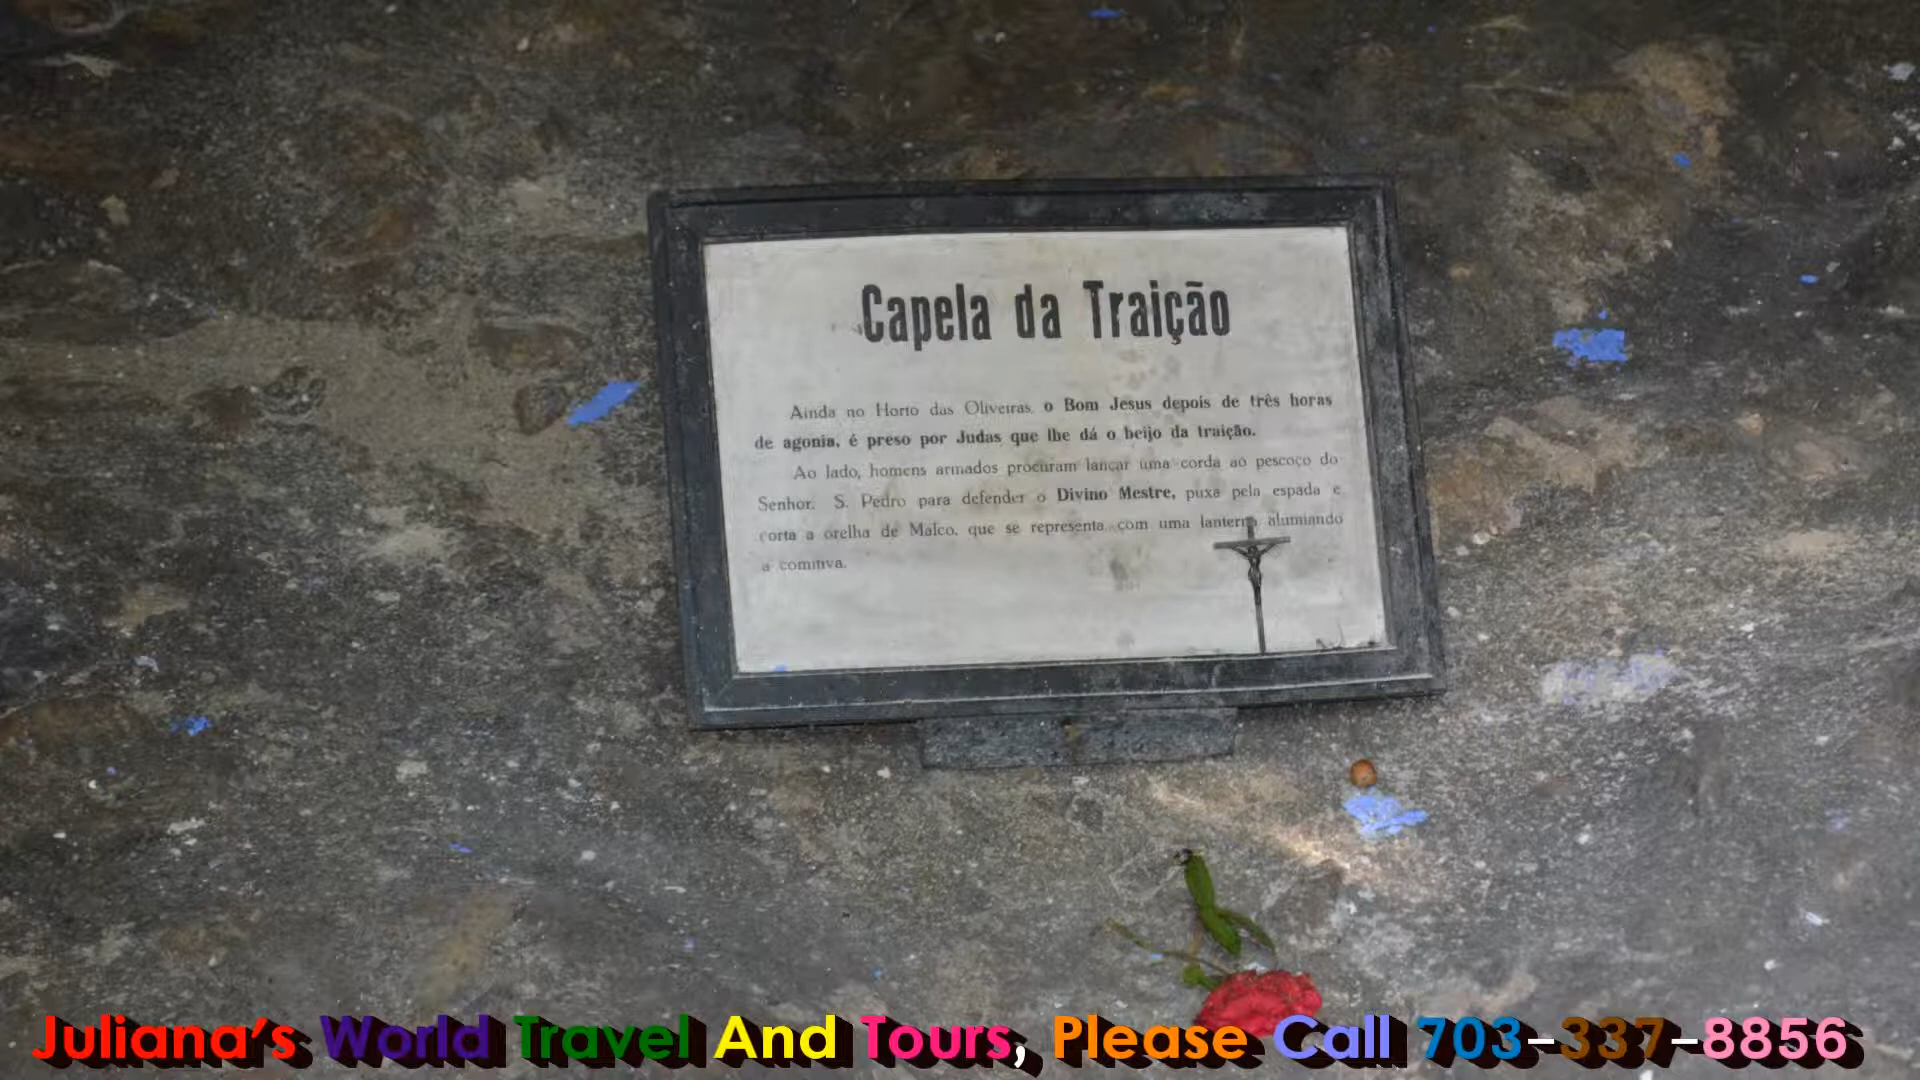 Capela da Traição
Ainda no Horto das Oliveiras, o Bom Jesus depois de três horas
de agonia, é preso por Judas que lhe dá o beijo da traição.
Ao lado, homens armados procuram lançar uma corda ao pescoço do
Senhor. S. Pedro para defender o Divino Mestre, puxa pela espada e
corta a orelha de Malco, que se representa com uma lanterna alumiando
a comitiva.
Juliana's World Travel And Tours, Please Call 703-337-8856